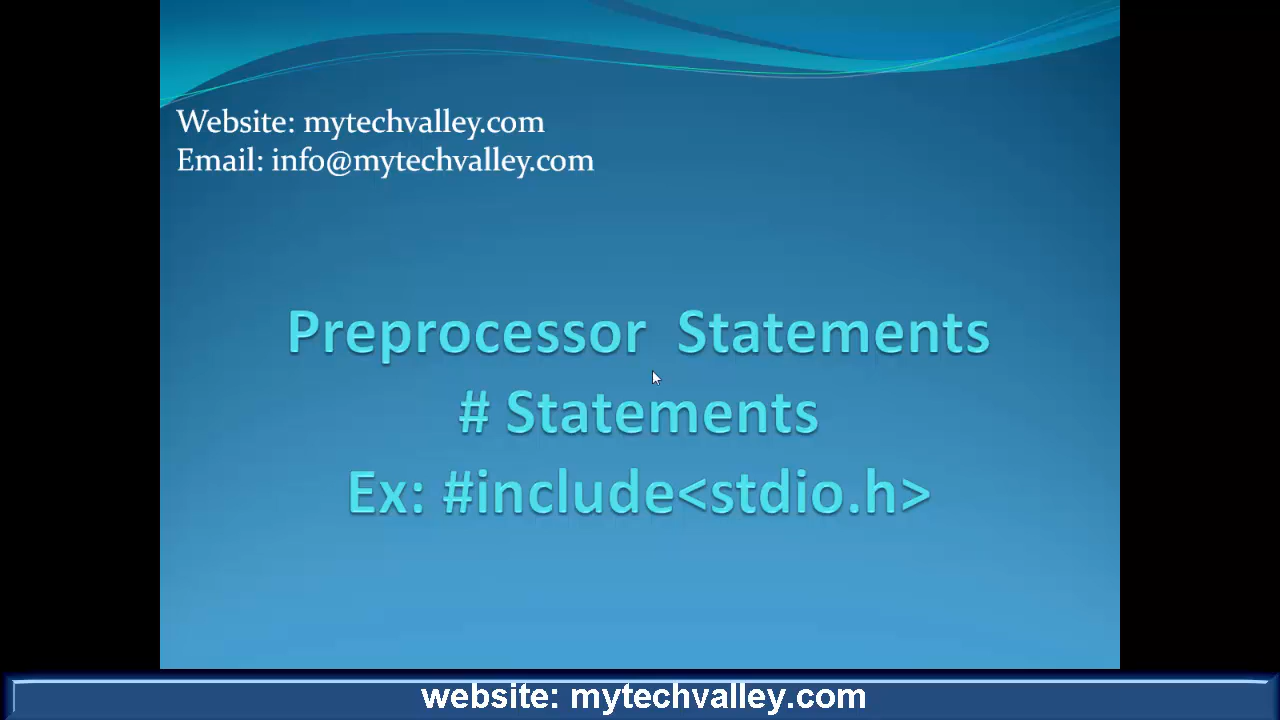 Website: mytechvalley.com
Email: info@mytechvalley.com
Preprocessor Statements
# Statements
Ex: #include<stdio.h>
website: mytechvalley.com